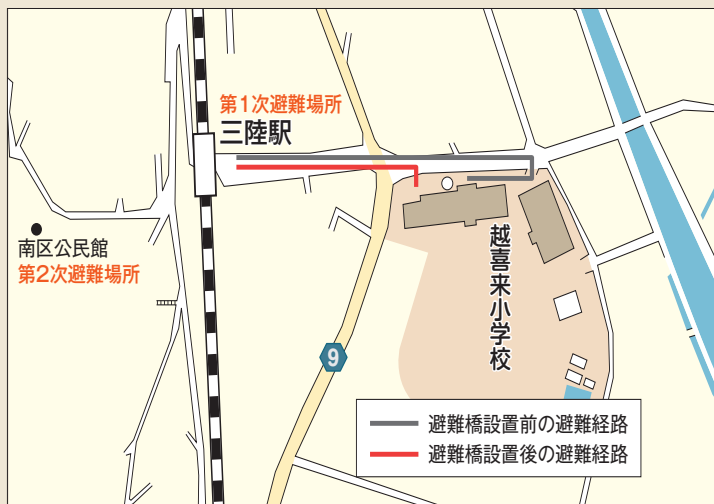 第1次避難場所
三陸駅
南区公民館
第2次避難場所
越喜来小学校
9
避難橋設置前の避難経路
避難橋設置後の避難経路